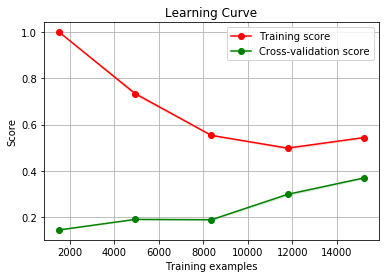 Learning Curve
Training score
Cross-validation score
1.0
0.8
0.6
0.4
0.2
Score
2000 4000 6000 8000 10000 12000 14000
Training examples